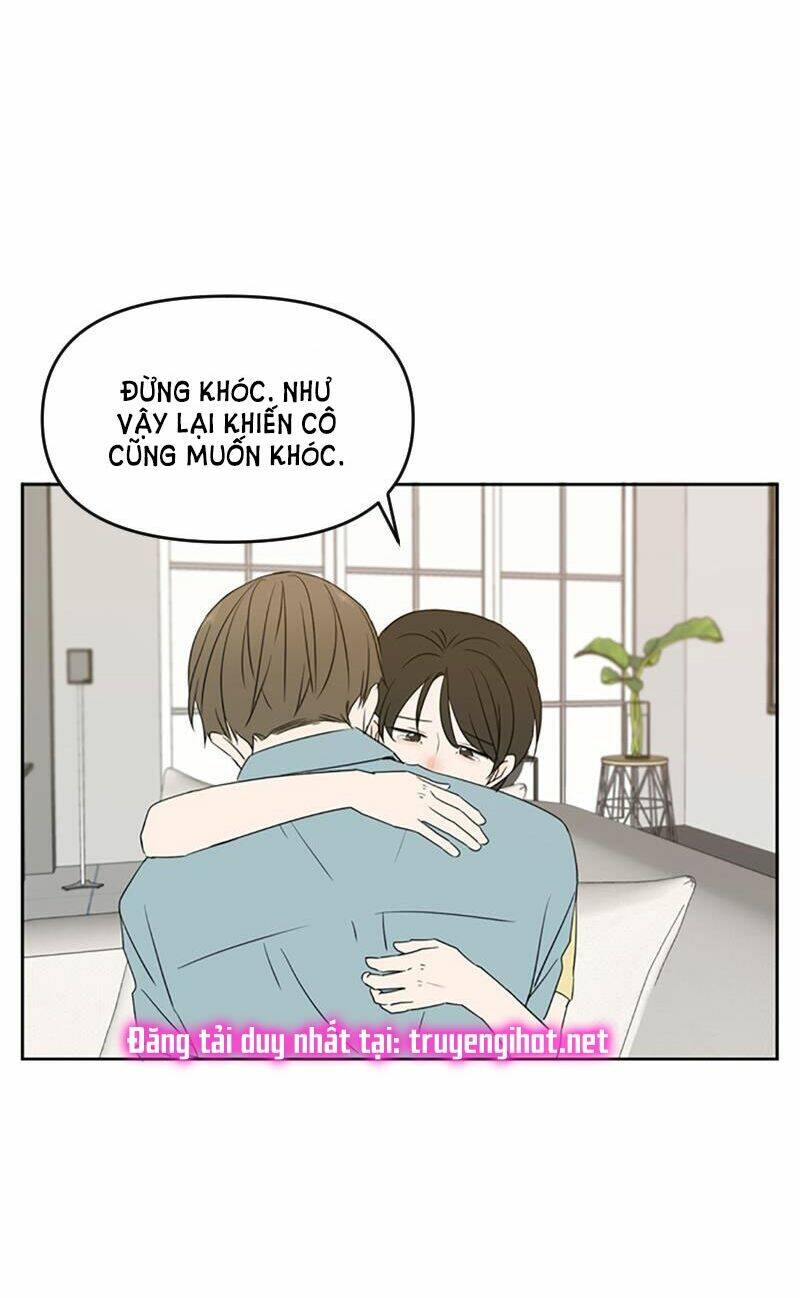 ĐỪNG KHÓC. NHƯ
VẬY LẠI KHIẾN CÔ
CŨNG MUỐN KHÓC.
Đăng tải duy nhất tại: truyengihot.net